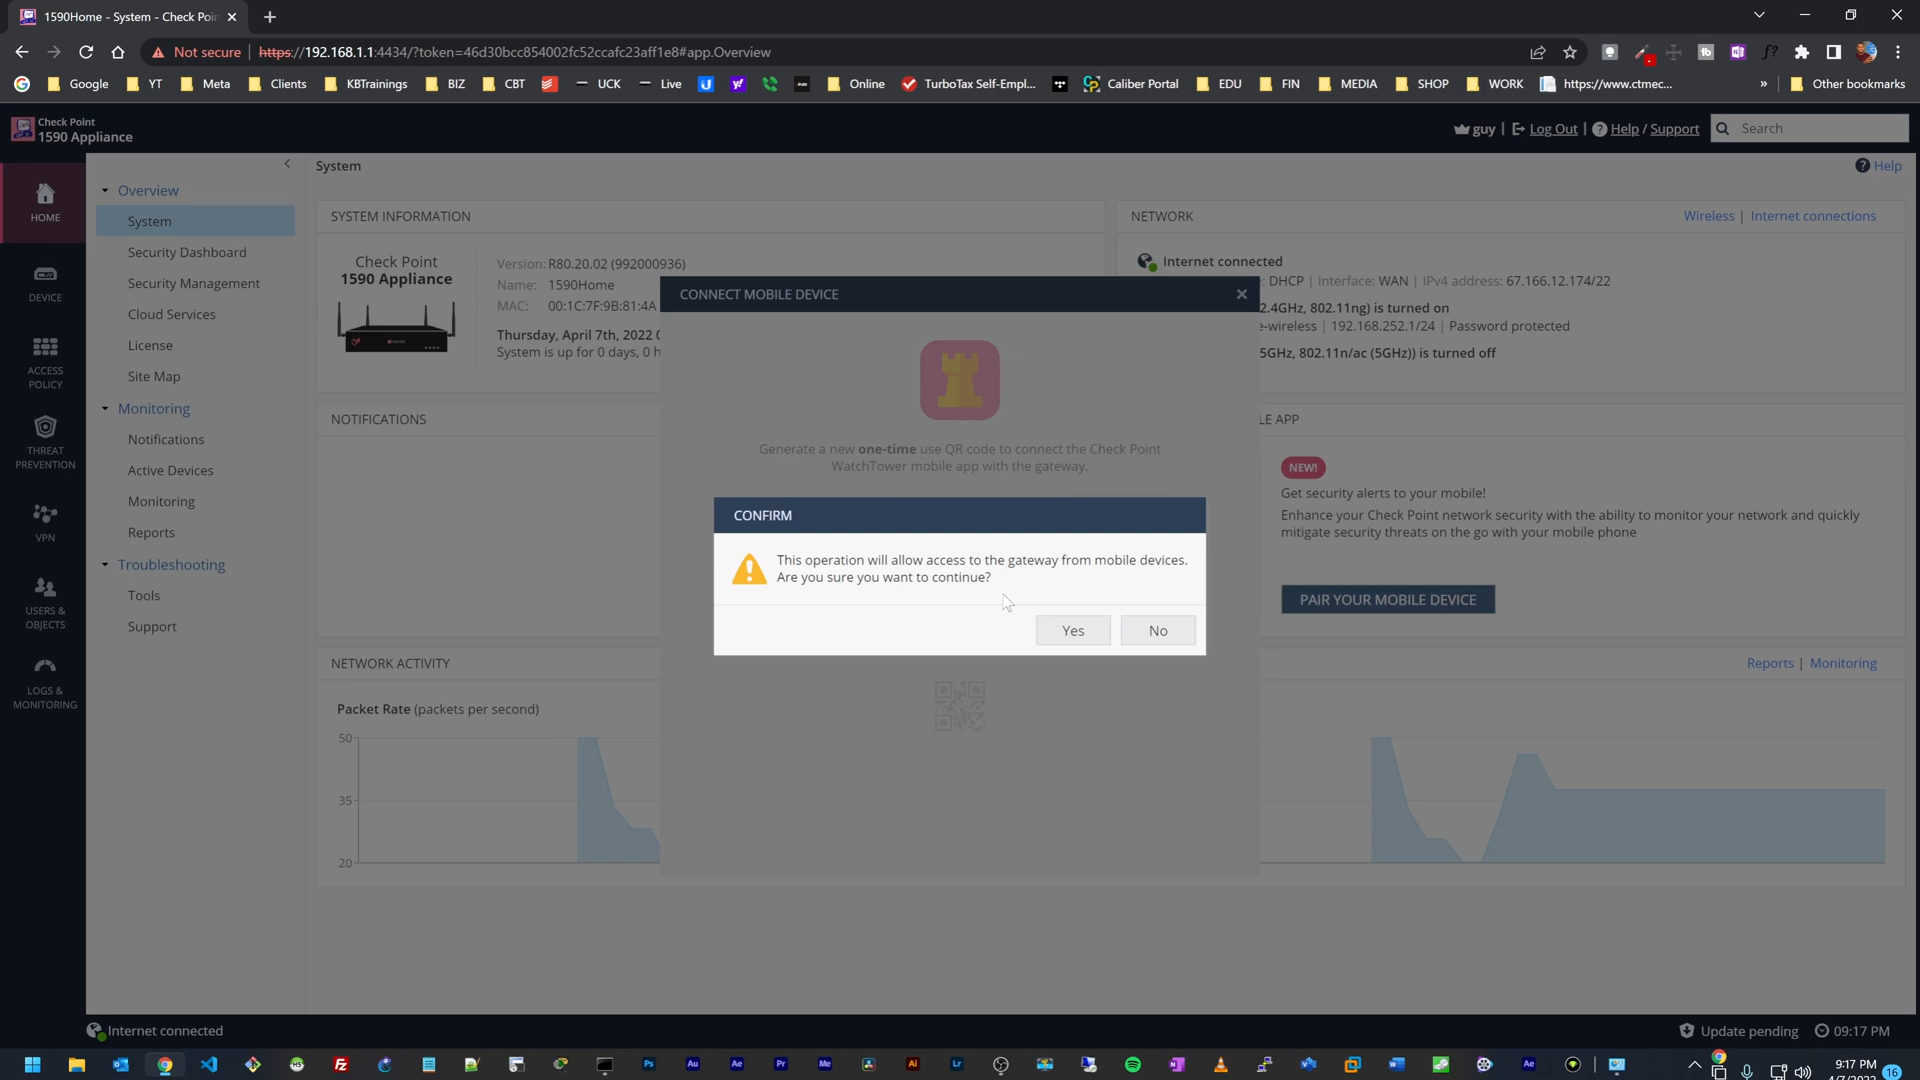 1590Home - System - Check Poin
Not secure
https://192.168.1.1:4434/?token=46d30bcc854002fc52ccafc23aff1e8#app.Overview
Google
YT
Meta
Clients
KBTrainings
BIZ
CBT
UCK
Live
Online
TurboTax Self-Empl...
Caliber Portal
EDU
FIN
MEDIA
SHOP
WORK
https://www.ctmec...
»
Other bookmarks
Check Point
1590 Appliance
guy | Log Out | Help / Support
Search
HOME
DEVICE
ACCESS
POLICY
THREAT
PREVENTION
VPN
USERS &
OBJECTS
LOGS &
MONITORING
Overview
System
Security Dashboard
Security Management
Cloud Services
License
Site Map
Monitoring
Notifications
Active Devices
Monitoring
Reports
Troubleshooting
Tools
Support
System
Help
SYSTEM INFORMATION
Check Point
1590 Appliance
Version: R80.20.02 (992000936)
Name: 1590Home
MAC: 00:1C:7F:9B:81:4A
Thursday, April 7th, 2022 0
System is up for 0 days, 0 h
NETWORK
Wireless | Internet connections
Internet connected
: DHCP | Interface: WAN | IPv4 address: 67.166.12.174/22
2.4GHz, 802.11ng) is turned on
e-wireless | 192.168.252.1/24 | Password protected
5GHz, 802.11n/ac (5GHz)) is turned off
NOTIFICATIONS
LE APP
NEW!
Get security alerts to your mobile!
Enhance your Check Point network security with the ability to monitor your network and quickly
mitigate security threats on the go with your mobile phone
PAIR YOUR MOBILE DEVICE
CONNECT MOBILE DEVICE
Generate a new one-time use QR code to connect the Check Point
WatchTower mobile app with the gateway.
CONFIRM
This operation will allow access to the gateway from mobile devices.
Are you sure you want to continue?
Yes
No
NETWORK ACTIVITY
Reports | Monitoring
Packet Rate (packets per second)
50
35
20
Internet connected
Update pending
09:17 PM
9:17 PM
16